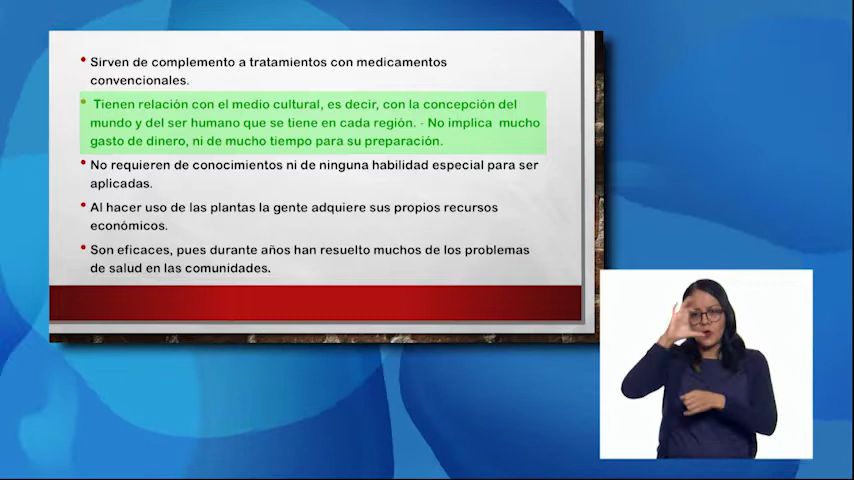 • Sirven de complemento a tratamientos con medicamentos
convencionales.
• Tienen relación con el medio cultural, es decir, con la concepción del
mundo y del ser humano que se tiene en cada región. - No implica mucho
gasto de dinero, ni de mucho tiempo para su preparación.
• No requieren de conocimientos ni de ninguna habilidad especial para ser
aplicadas.
• Al hacer uso de las plantas la gente adquiere sus propios recursos
económicos.
• Son eficaces, pues durante años han resuelto muchos de los problemas
de salud en las comunidades.